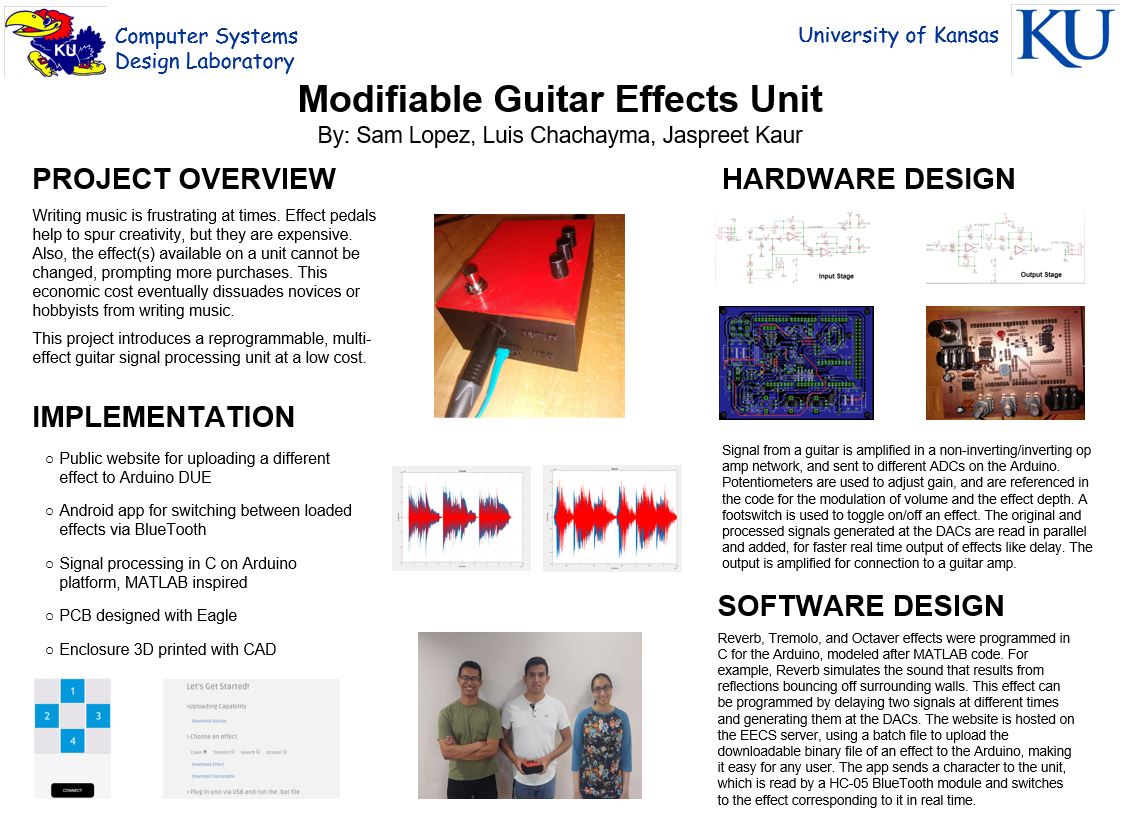 KU
Computer Systems
Design Laboratory
University of Kansas
KU
Modifiable Guitar Effects Unit
By: Sam Lopez, Luis Chachayma, Jaspreet Kaur
PROJECT OVERVIEW
Writing music is frustrating at times. Effect pedals
help to spur creativity, but they are expensive.
Also, the effect(s) available on a unit cannot be
changed, prompting more purchases. This
economic cost eventually dissuades novices or
hobbyists from writing music.
This project introduces a reprogrammable, multi-
effect guitar signal processing unit at a low cost.
IMPLEMENTATION
○ Public website for uploading a different
effect to Arduino DUE
○ Android app for switching between loaded
effects via BlueTooth
○ Signal processing in C on Arduino
platform, MATLAB inspired
○ PCB designed with Eagle
○ Enclosure 3D printed with CAD
1
2 3
4
CONNECT
Let's Get Started!
›Uploading Capability
Download Bossac
› Choose an effect
Clean Tremolo Reverb Octaver
Download Effect
Download Executable
› Plug in unit via USB and run the .bat file
HARDWARE DESIGN
Input Stage
Output Stage
Signal from a guitar is amplified in a non-inverting/inverting op
amp network, and sent to different ADCs on the Arduino.
Potentiometers are used to adjust gain, and are referenced in
the code for the modulation of volume and the effect depth. A
footswitch is used to toggle on/off an effect. The original and
processed signals generated at the DACs are read in parallel
and added, for faster real time output of effects like delay. The
output is amplified for connection to a guitar amp.
SOFTWARE DESIGN
Reverb, Tremolo, and Octaver effects were programmed in
C for the Arduino, modeled after MATLAB code. For
example, Reverb simulates the sound that results from
reflections bouncing off surrounding walls. This effect can
be programmed by delaying two signals at different times
and generating them at the DACs. The website is hosted on
the EECS server, using a batch file to upload the
downloadable binary file of an effect to the Arduino, making
it easy for any user. The app sends a character to the unit,
which is read by a HC-05 BlueTooth module and switches
to the effect corresponding to it in real time.